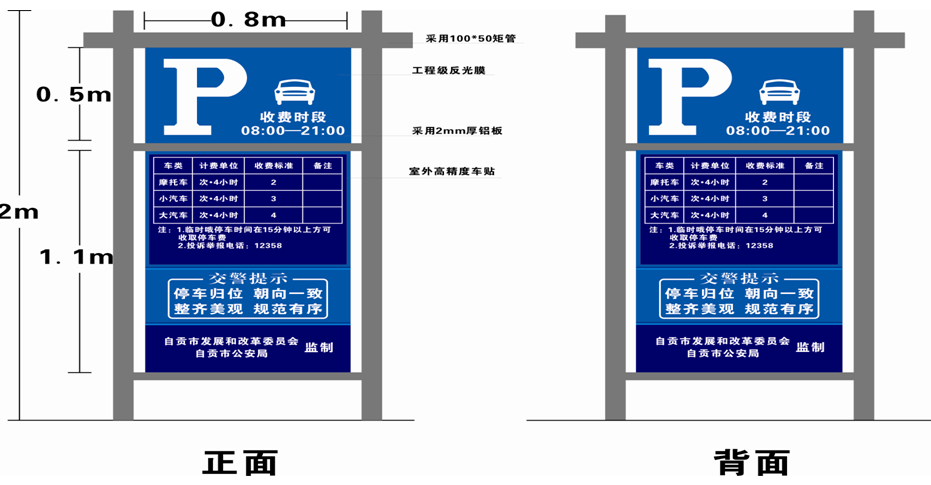 0.8m
采用100*50矩管
工程级反光膜
0.5m
P
收费时段
08:00—21:00
采用2mm厚铝板
室外高精度车贴
车类 计费单位 收费标准 备注
摩托车 次·4小时 2
小汽车 次·4小时 3
大汽车 次·4小时 4
注：1.临时哦停车时间在15分钟以上方可
收取停车费
2.投诉举报电话：12358
2m
1.1m
交警提示
停车归位 朝向一致
整齐美观 规范有序
自贡市发展和改革委员会
自贡市公安局
监制
正面
P
收费时段
08:00—21:00
车类 计费单位 收费标准 备注
摩托车 次·4小时 2
小汽车 次·4小时 3
大汽车 次·4小时 4
注：1.临时哦停车时间在15分钟以上方可
收取停车费
2.投诉举报电话：12358
交警提示
停车归位 朝向一致
整齐美观 规范有序
自贡市发展和改革委员会
自贡市公安局
监制
背面